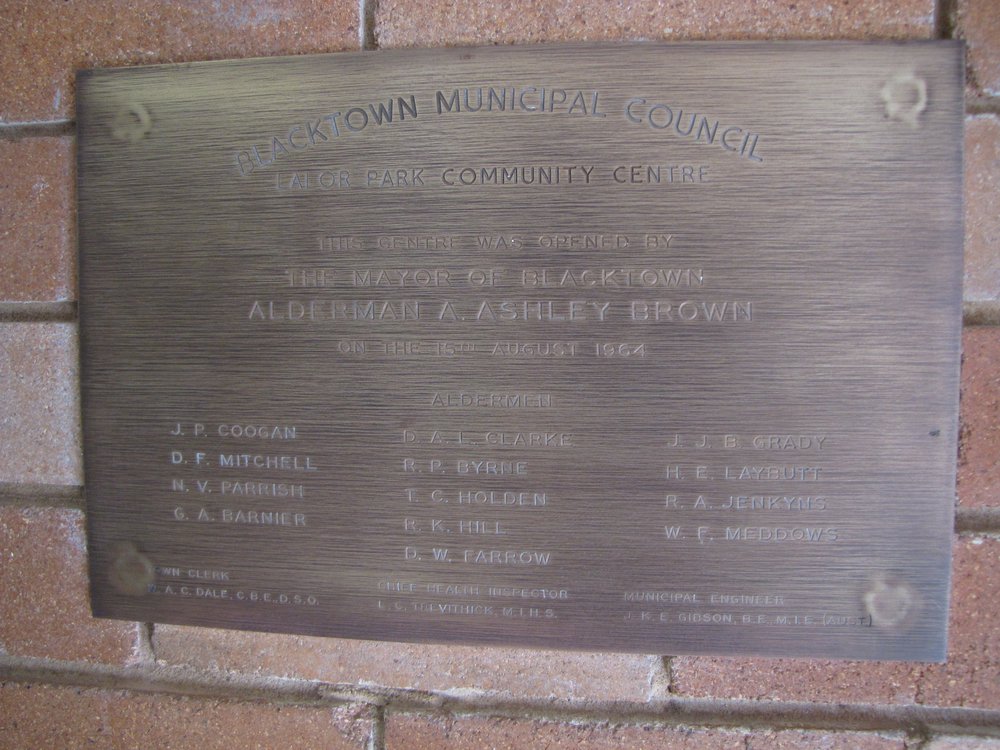 BLACKTOWN MUNICIPAL COUNCIL
LALOR PARK COMMUNITY CENTRE
THIS CENTRE WAS OPENED BY
THE MAYOR OF BLACKTOWN
ALDERMAN A. ASHLEY BROWN
ON THE 15TH AUGUST 1964
ALDERMEN
J. P. COOGAN
D. F. MITCHELL
N. V. PARRISH
G. A. BARNIER
D. A. L. CLARKE
R. P. BYRNE
T. C. HOLDEN
R. K. HILL
D. W. FARROW
J. J. B. GRADY
H. E. LAYBUTT
R. A. JENKYNS
W. F. MEDDOWS
CLERK
A. C. DALE, C.B.E., D.S.O.
CHIEF HEALTH INSPECTOR
L. C. TREVITHICK, M.I.H.S.
MUNICIPAL ENGINEER
J. K. E. GIBSON, B.E., M.I.E. (AUST)